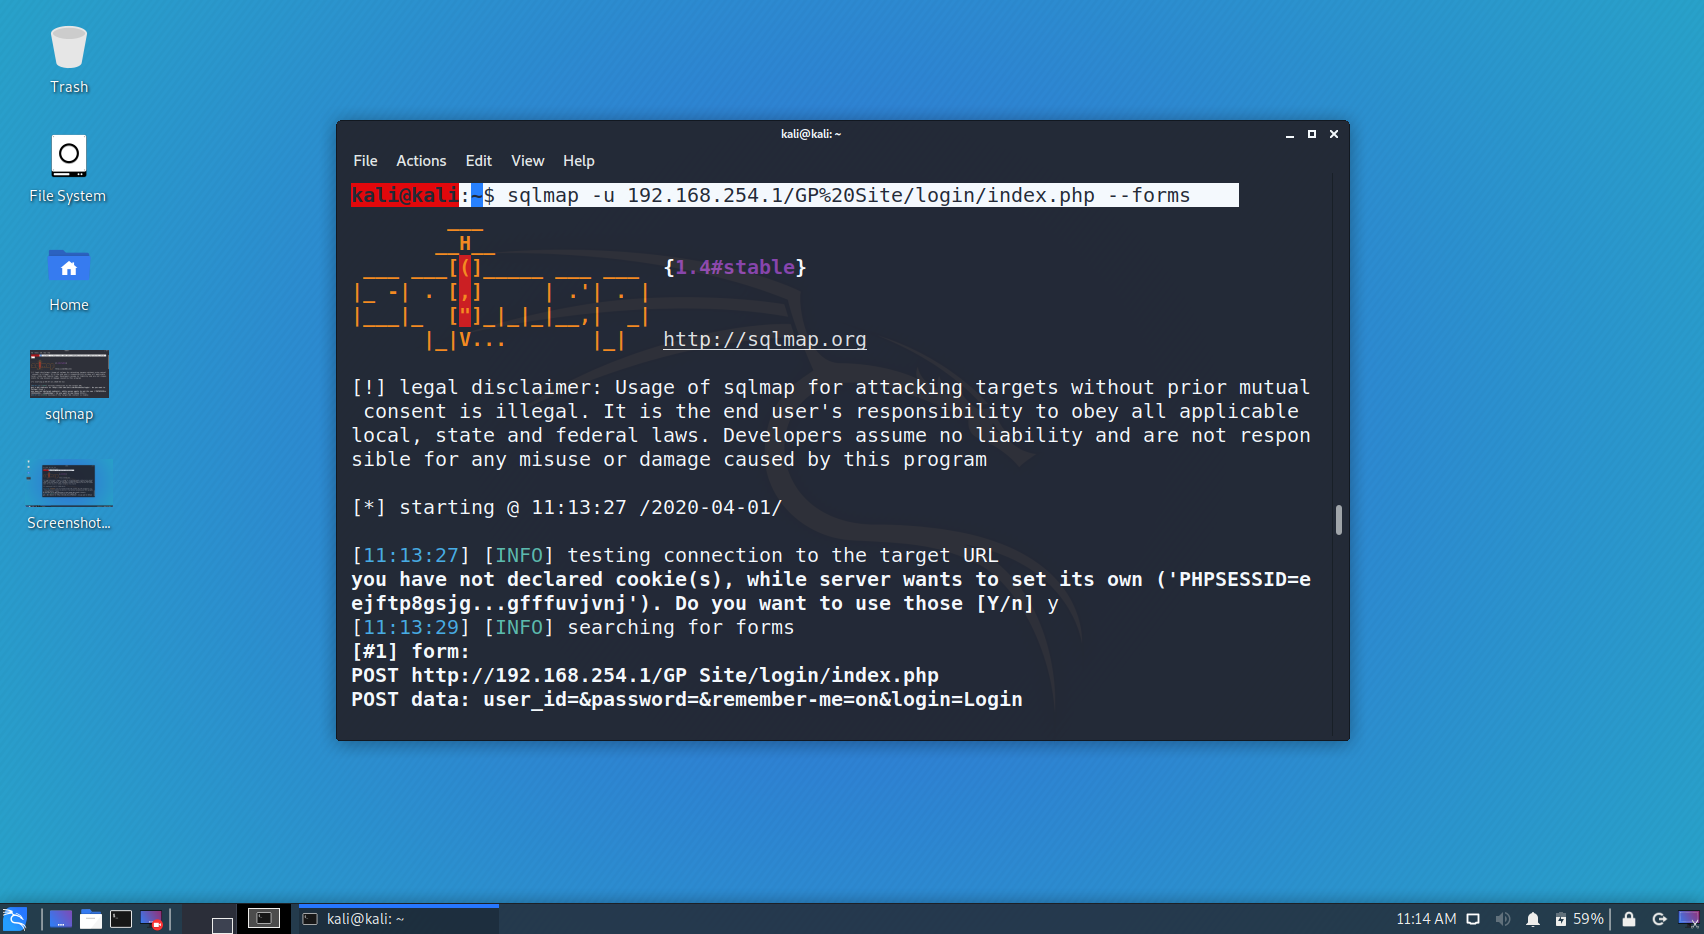 Trash
File System
Home
sqlmap
Screenshot...
kali@kali: ~
File Actions Edit View Help
kali@kali:~$ sqlmap -u 192.168.254.1/GP%20Site/login/index.php --forms
        ___
       __H__
 ___ ___[(]_____ ___ ___  {1.4#stable}
|_ -| . [,]     | .'| . |
|___|_  ["]_|_|_|__,|  _|
      |_|V...       |_|   http://sqlmap.org
[!] legal disclaimer: Usage of sqlmap for attacking targets without prior mutual
 consent is illegal. It is the end user's responsibility to obey all applicable
local, state and federal laws. Developers assume no liability and are not respon
sible for any misuse or damage caused by this program
[*] starting @ 11:13:27 /2020-04-01/
[11:13:27] [INFO] testing connection to the target URL
you have not declared cookie(s), while server wants to set its own ('PHPSESSID=e
ejftp8gsjg...gfffuvjvnj'). Do you want to use those [Y/n] y
[11:13:29] [INFO] searching for forms
[#1] form:
POST http://192.168.254.1/GP Site/login/index.php
POST data: user_id=&password=&remember-me=on&login=Login
kali@kali: ~
11:14 AM
59%